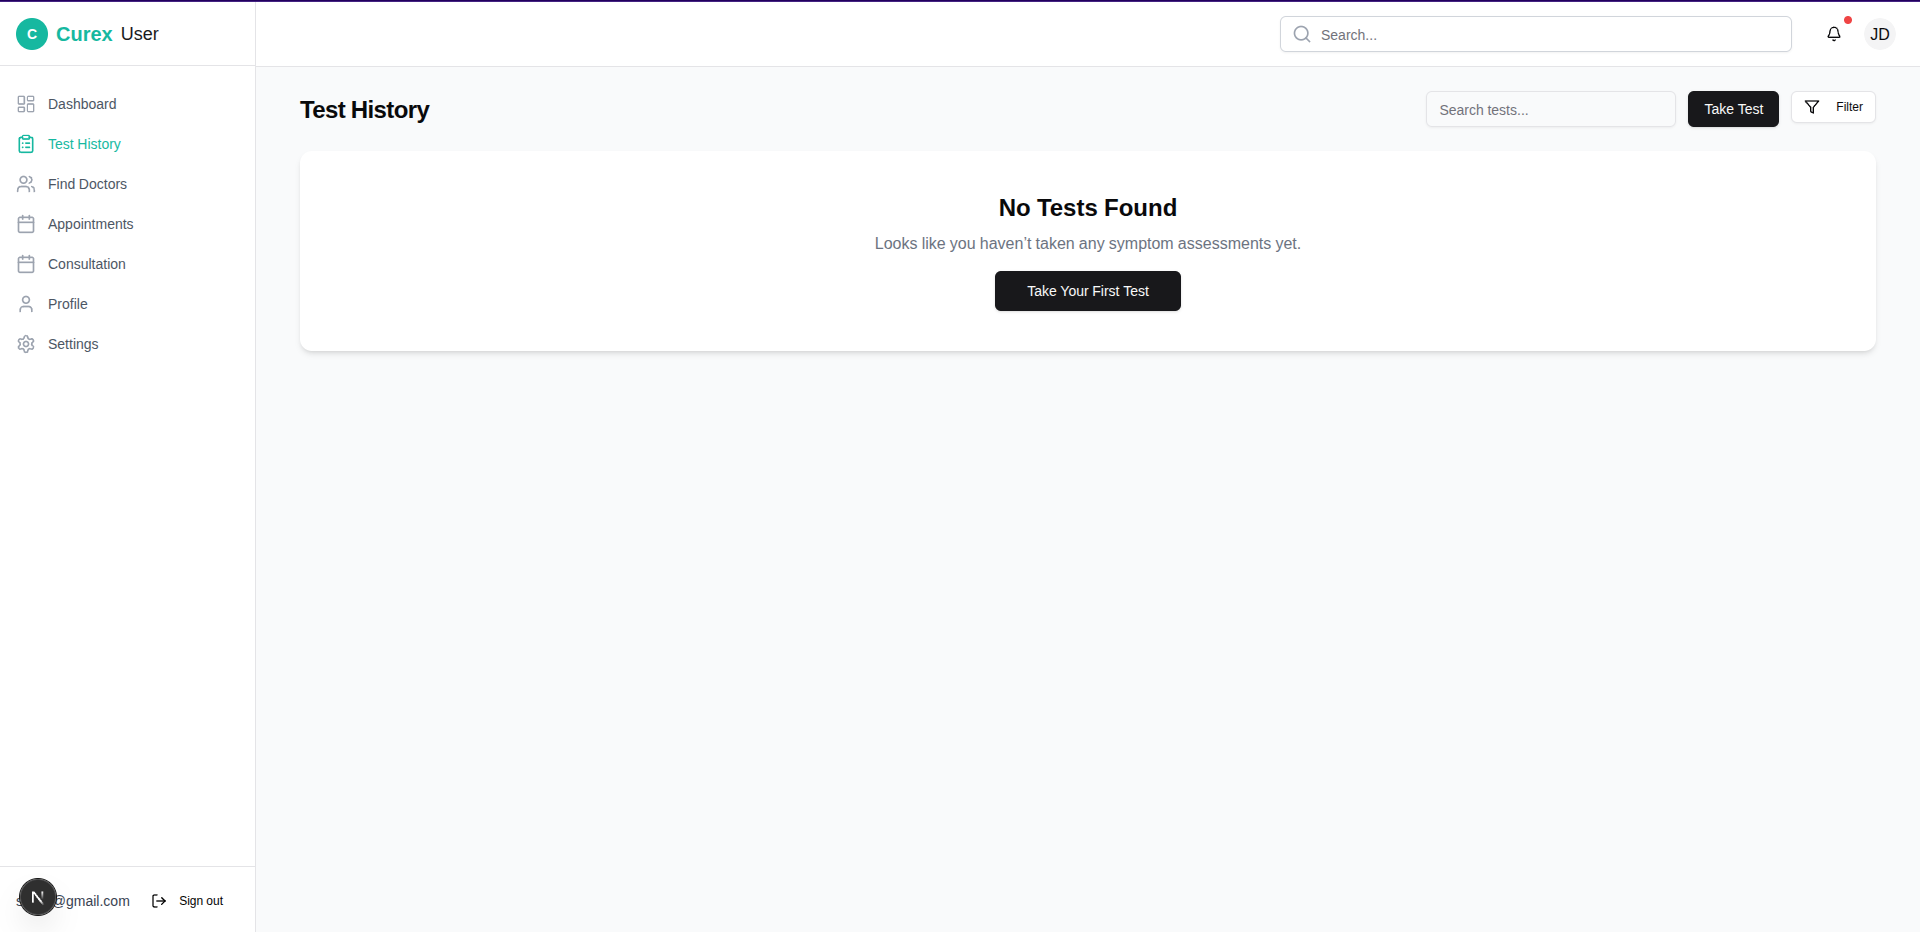 C Curex User
Search...
JD
Dashboard
Test History
Find Doctors
Appointments
Consultation
Profile
Settings
Test History
Search tests...
Take Test
Filter
No Tests Found
Looks like you haven’t taken any symptom assessments yet.
Take Your First Test
N
@gmail.com
Sign out